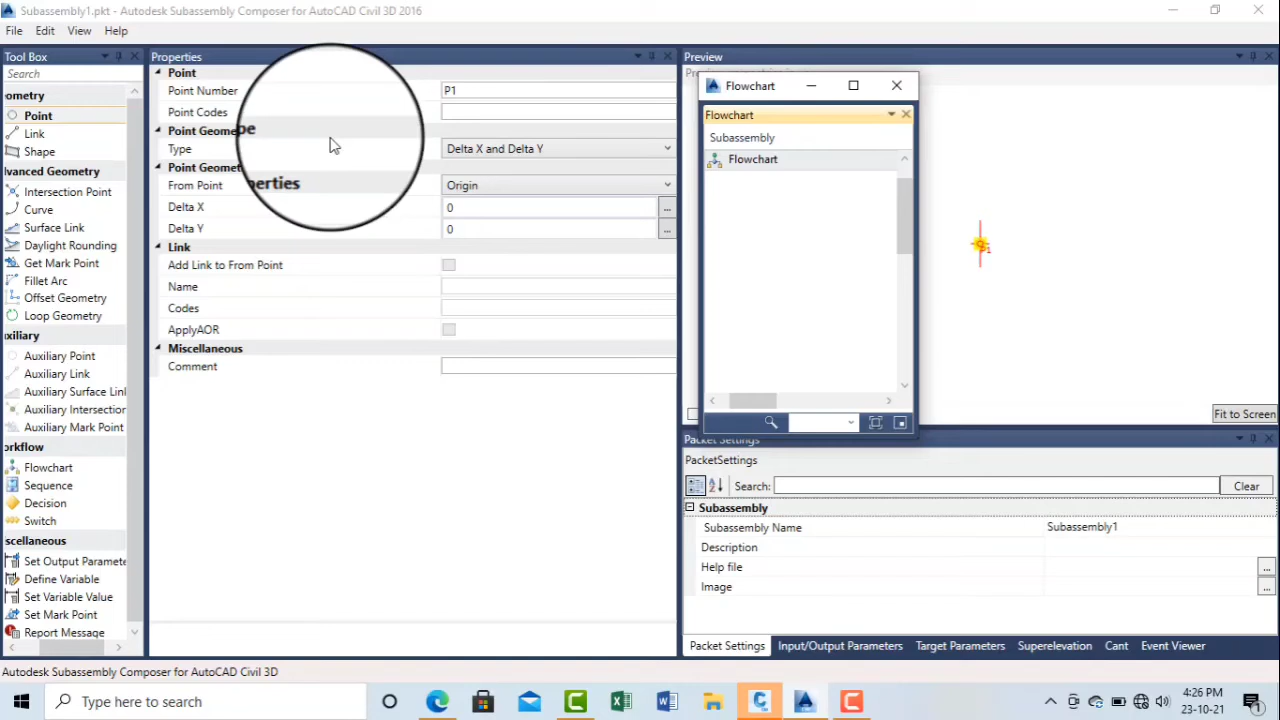 Subassembly1.pkt - Autodesk Subassembly Composer for AutoCAD Civil 3D 2016
File Edit View Help
Tool Box
Search
eometry
Point
Link
Shape
dvanced Geometry
Intersection Point
Curve
Surface Link
Daylight Rounding
Get Mark Point
Fillet Arc
Offset Geometry
Loop Geometry
uxiliary
Auxiliary Point
Auxiliary Link
Auxiliary Surface Link
Auxiliary Intersection
Auxiliary Mark Point
orkflow
Flowchart
Sequence
Decision
Switch
iscellaneous
Set Output Paramete
Define Variable
Set Variable Value
Set Mark Point
Report Message
Properties
Point
Point Number P1
Point Codes
Point Geome pe
Type Delta X and Delta Y
Point Geomet perties
From Point Origin
Delta X 0 ...
Delta Y 0 ...
Link
Add Link to From Point
Name
Codes
ApplyAOR
Miscellaneous
Comment
Preview
Flowchart
Flowchart
Subassembly
Flowchart
Fit to Screen
Packet Settings
PacketSettings
Search: Clear
Subassembly
Subassembly Name Subassembly1
Description
Help file ...
Image ...
Packet Settings Input/Output Parameters Target Parameters Superelevation Cant Event Viewer
Autodesk Subassembly Composer for AutoCAD Civil 3D
Type here to search
4:26 PM
23-10-21